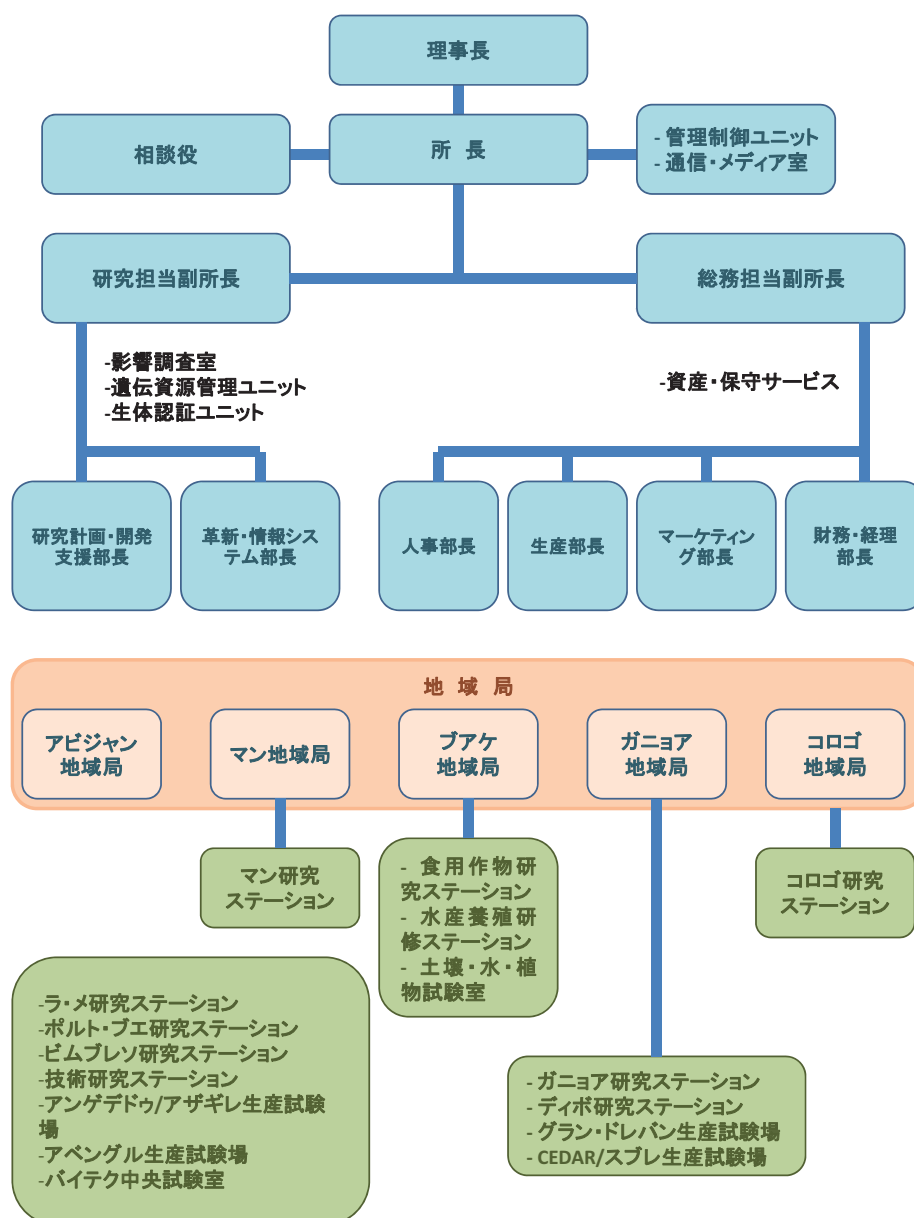 理事長
相談役
所 長
- 管理制御ユニット
- 通信・メディア室
研究担当副所長
総務担当副所長
-影響調査室
-遺伝資源管理ユニット
-生体認証ユニット
-資産・保守サービス
研究計画・開発
支援部長
革新・情報シス
テム部長
人事部長
生産部長
マーケティン
グ部長
財務・経理
部長
地 域 局
アビジャン
地域局
マン地域局
ブアケ
地域局
ガニョア
地域局
コロゴ
地域局
マン研究
ステーション
- 食用作物研
究ステーション
- 水産養殖研
修ステーション
- 土壌・水・植
物試験室
コロゴ研究
ステーション
-ラ・メ研究ステーション
-ポルト・ブエ研究ステーション
-ビムブレソ研究ステーション
-技術研究ステーション
-アンゲデドゥ/アザギレ生産試験
場
-アベングル生産試験場
-バイテク中央試験室
- ガニョア研究ステーション
- ディボ研究ステーション
- グラン・ドレバン生産試験場
- CEDAR/スブレ生産試験場